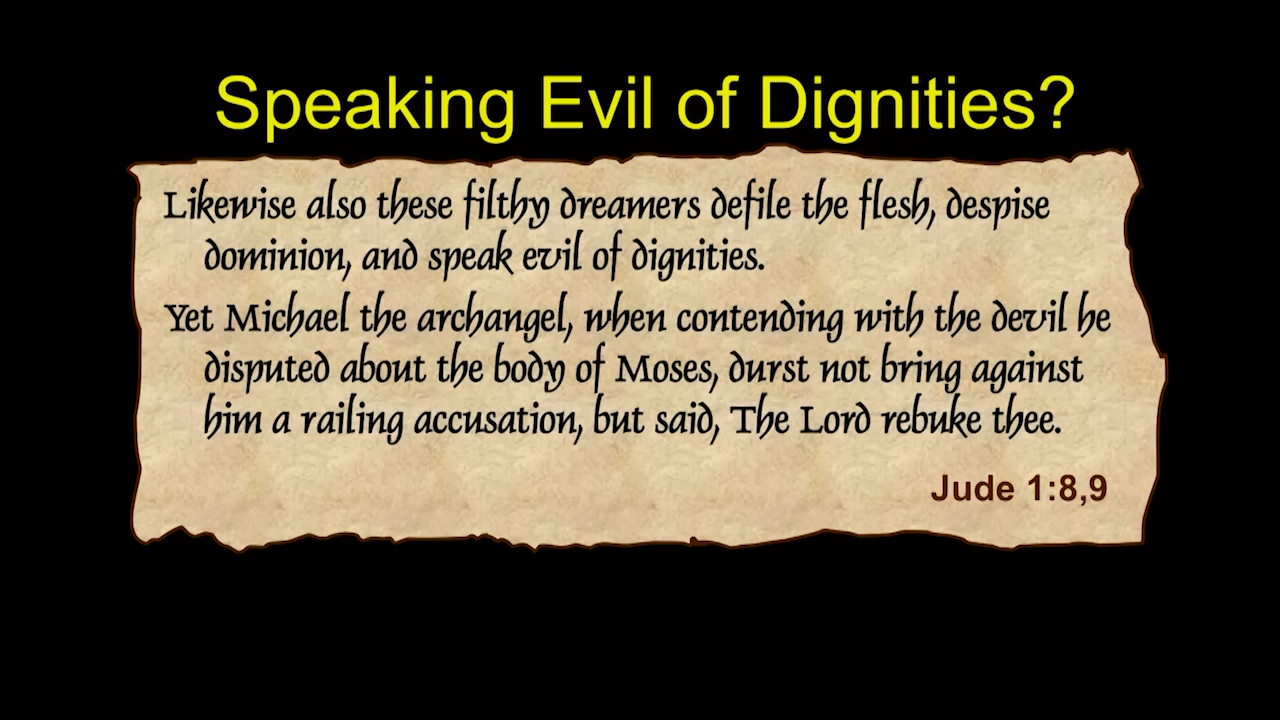 Speaking Evil of Dignities?
Likewise also these filthy dreamers defile the flesh, despise
dominion, and speak evil of dignities.
Yet Michael the archangel, when contending with the devil he
disputed about the body of Moses, durst not bring against
him a railing accusation, but said, The Lord rebuke thee.
Jude 1:8,9